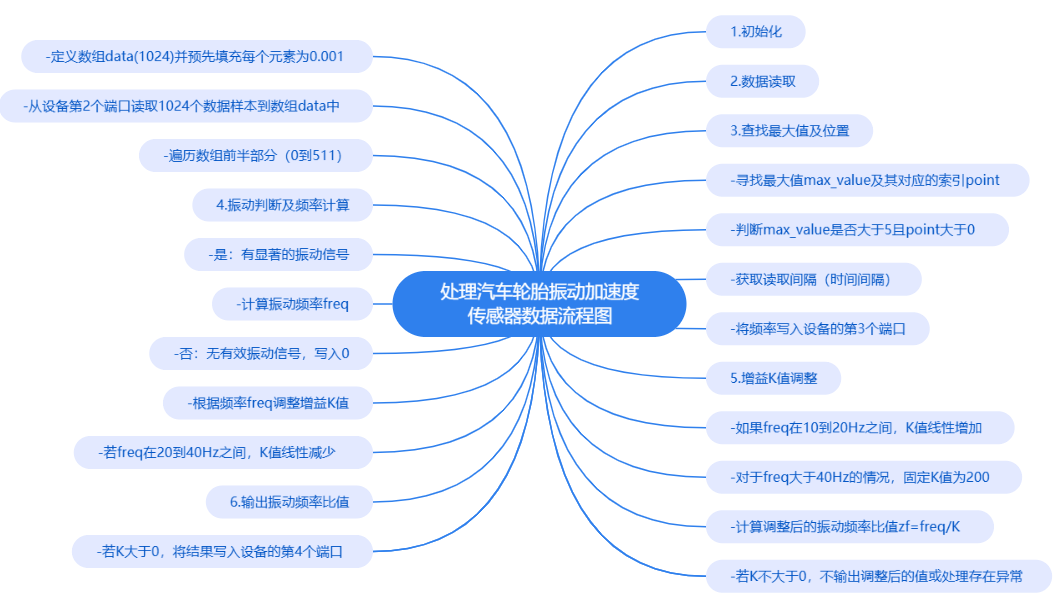 处理汽车轮胎振动加速度
传感器数据流程图
1.初始化
-定义数组data(1024)并预先填充每个元素为0.001
2.数据读取
-从设备第2个端口读取1024个数据样本到数组data中
3.查找最大值及位置
-遍历数组前半部分（0到511）
-寻找最大值max_value及其对应的索引point
4.振动判断及频率计算
-判断max_value是否大于5且point大于0
-是：有显著的振动信号
-获取读取间隔（时间间隔）
-计算振动频率freq
-将频率写入设备的第3个端口
-否：无有效振动信号，写入0
5.增益K值调整
-根据频率freq调整增益K值
-如果freq在10到20Hz之间，K值线性增加
-若freq在20到40Hz之间，K值线性减少
-对于freq大于40Hz的情况，固定K值为200
6.输出振动频率比值
-计算调整后的振动频率比值zf=freq/K
-若K大于0，将结果写入设备的第4个端口
-若K不大于0，不输出调整后的值或处理存在异常